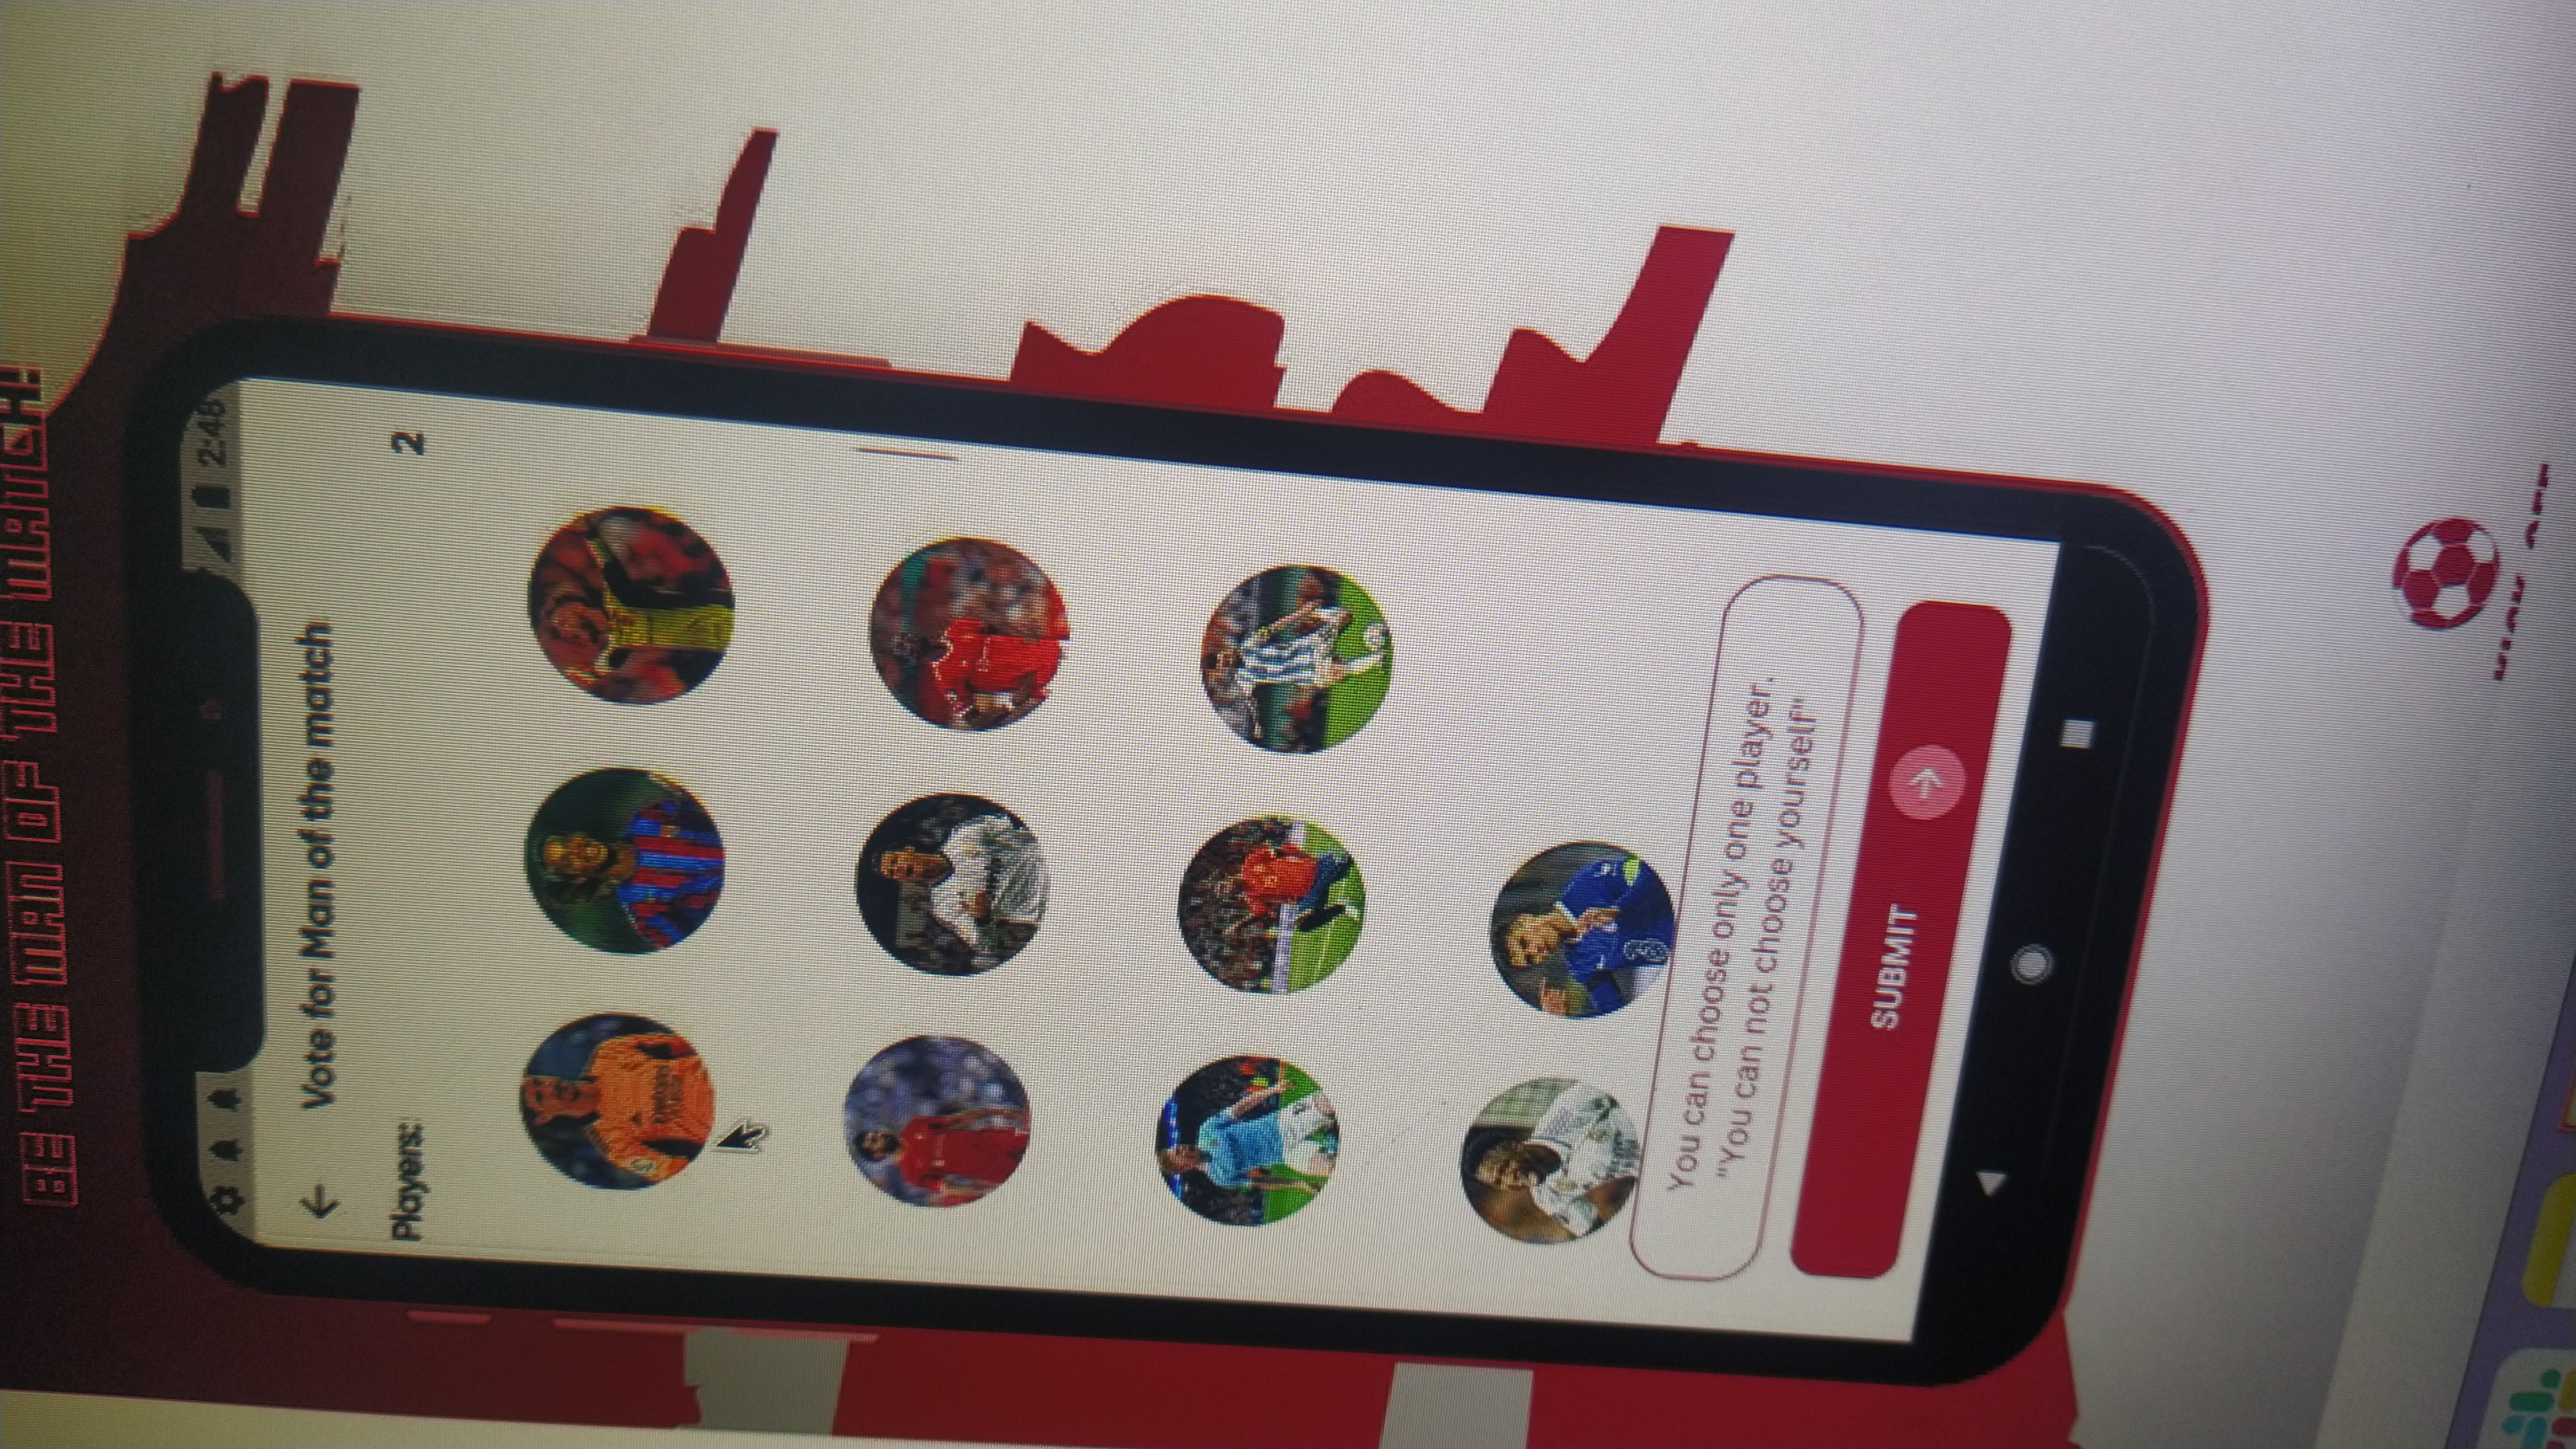 BE THE MAN OF THE MATCH!
2:48
Vote for Man of the match
Players: 2
You can choose only one player.
"You can not choose yourself"
SUBMIT